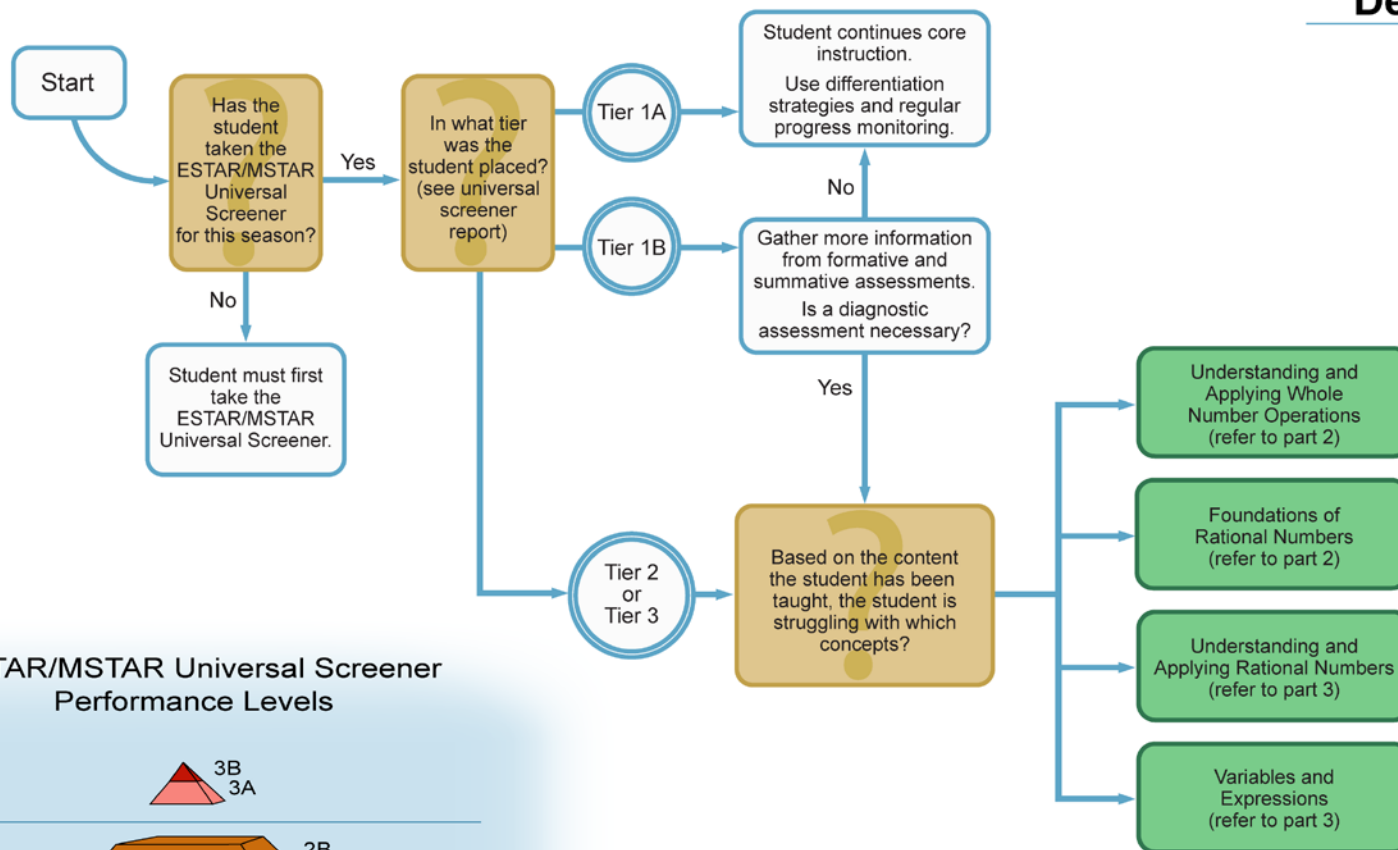 De
Start
Has the
student
taken the
ESTAR/MSTAR
Universal
Screener
for this season?
Yes
In what tier
was the
student placed?
(see universal
screener
report)
Tier 1A
Student continues core
instruction.
Use differentiation
strategies and regular
progress monitoring.
No
Tier 1B
Gather more information
from formative and
summative assessments.
Is a diagnostic
assessment necessary?
No
Student must first
take the
ESTAR/MSTAR
Universal Screener.
Yes
Tier 2
or
Tier 3
Based on the content
the student has been
taught, the student is
struggling with which
concepts?
Understanding and
Applying Whole
Number Operations
(refer to part 2)
Foundations of
Rational Numbers
(refer to part 2)
Understanding and
Applying Rational Numbers
(refer to part 3)
Variables and
Expressions
(refer to part 3)
TAR/MSTAR Universal Screener
Performance Levels
3B
3A
2B